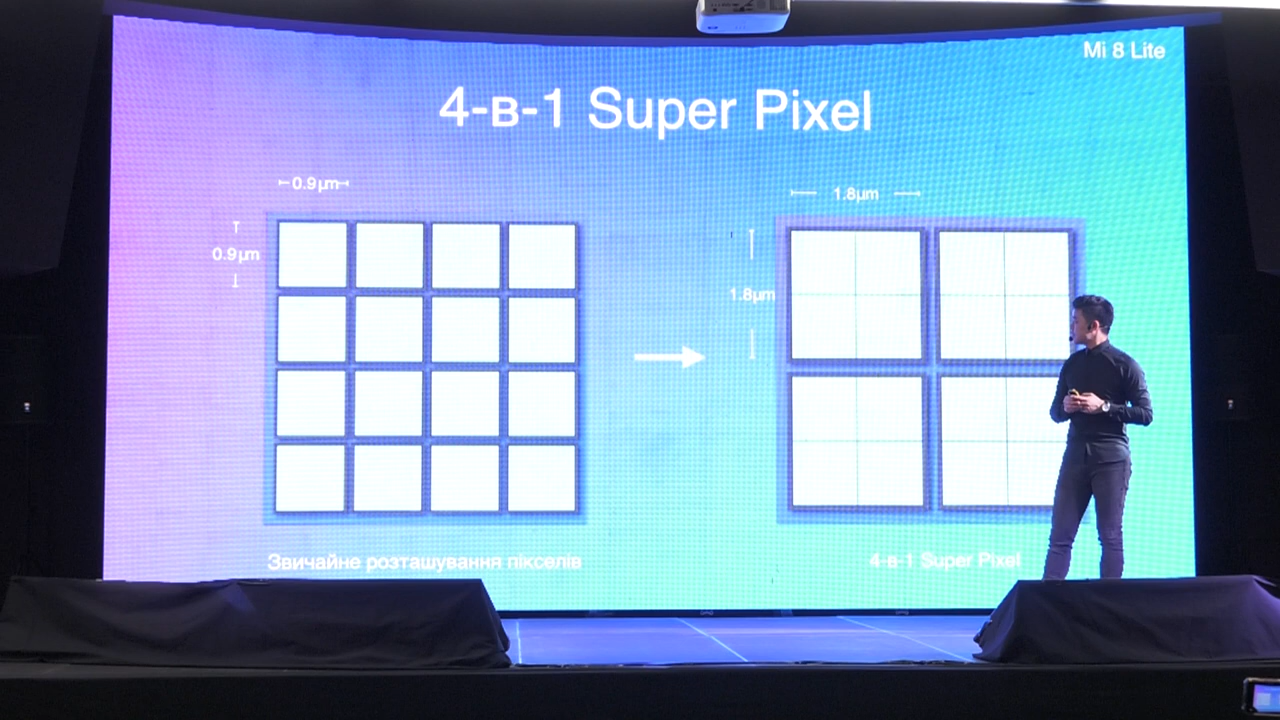 Mi 8 Lite
4-в-1 Super Pixel
0.9µm
1.8µm
0.9µm
1.8µm
Звичайне розташування пікселів
4-в-1 Super Pixel